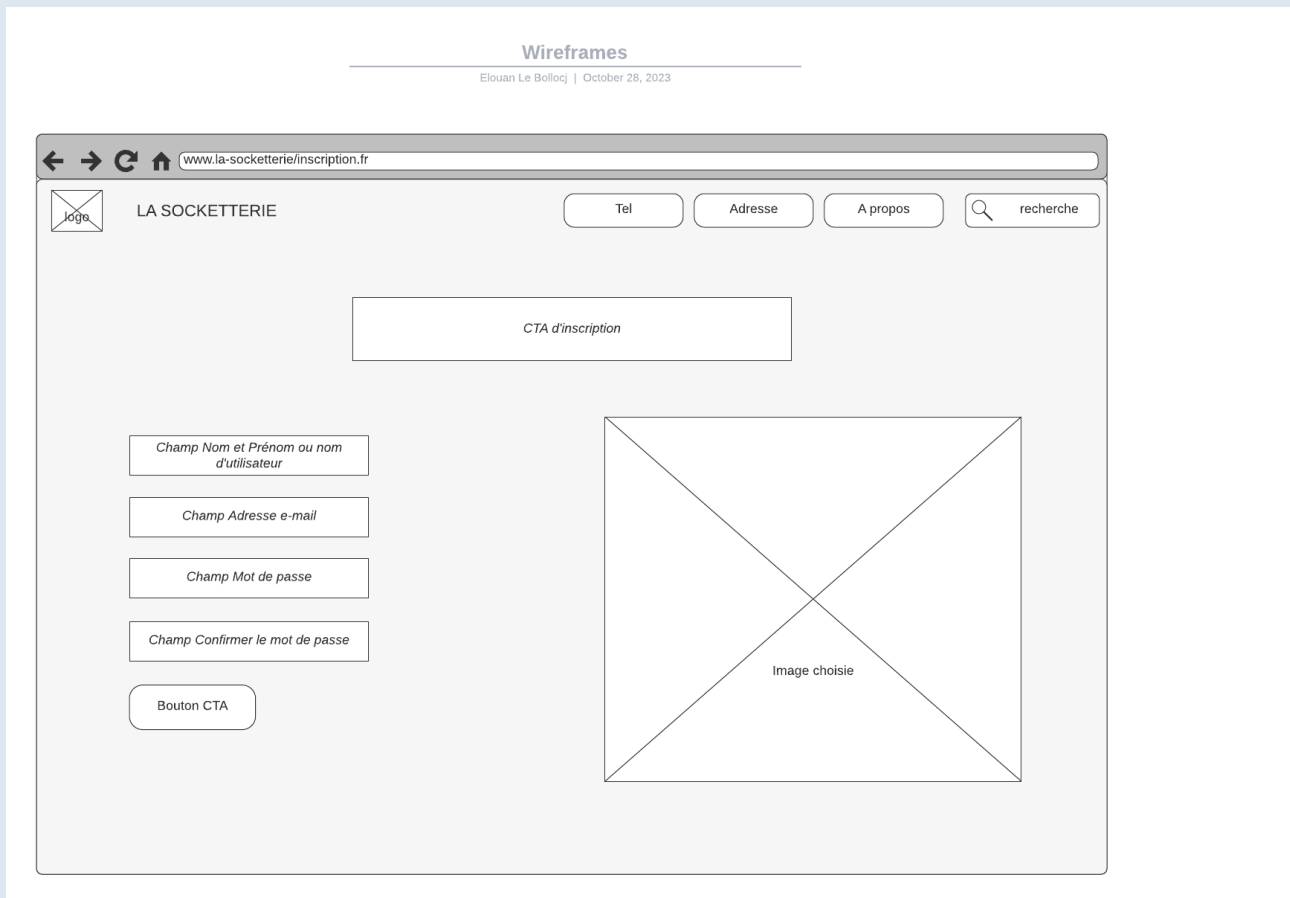 Wireframes
Elouan Le Bollocj | October 28, 2023
www.la-socketterie/inscription.fr
logo
LA SOCKETTERIE
Tel
Adresse
A propos
recherche
CTA d'inscription
Champ Nom et Prénom ou nom
d'utilisateur
Champ Adresse e-mail
Champ Mot de passe
Champ Confirmer le mot de passe
Bouton CTA
Image choisie